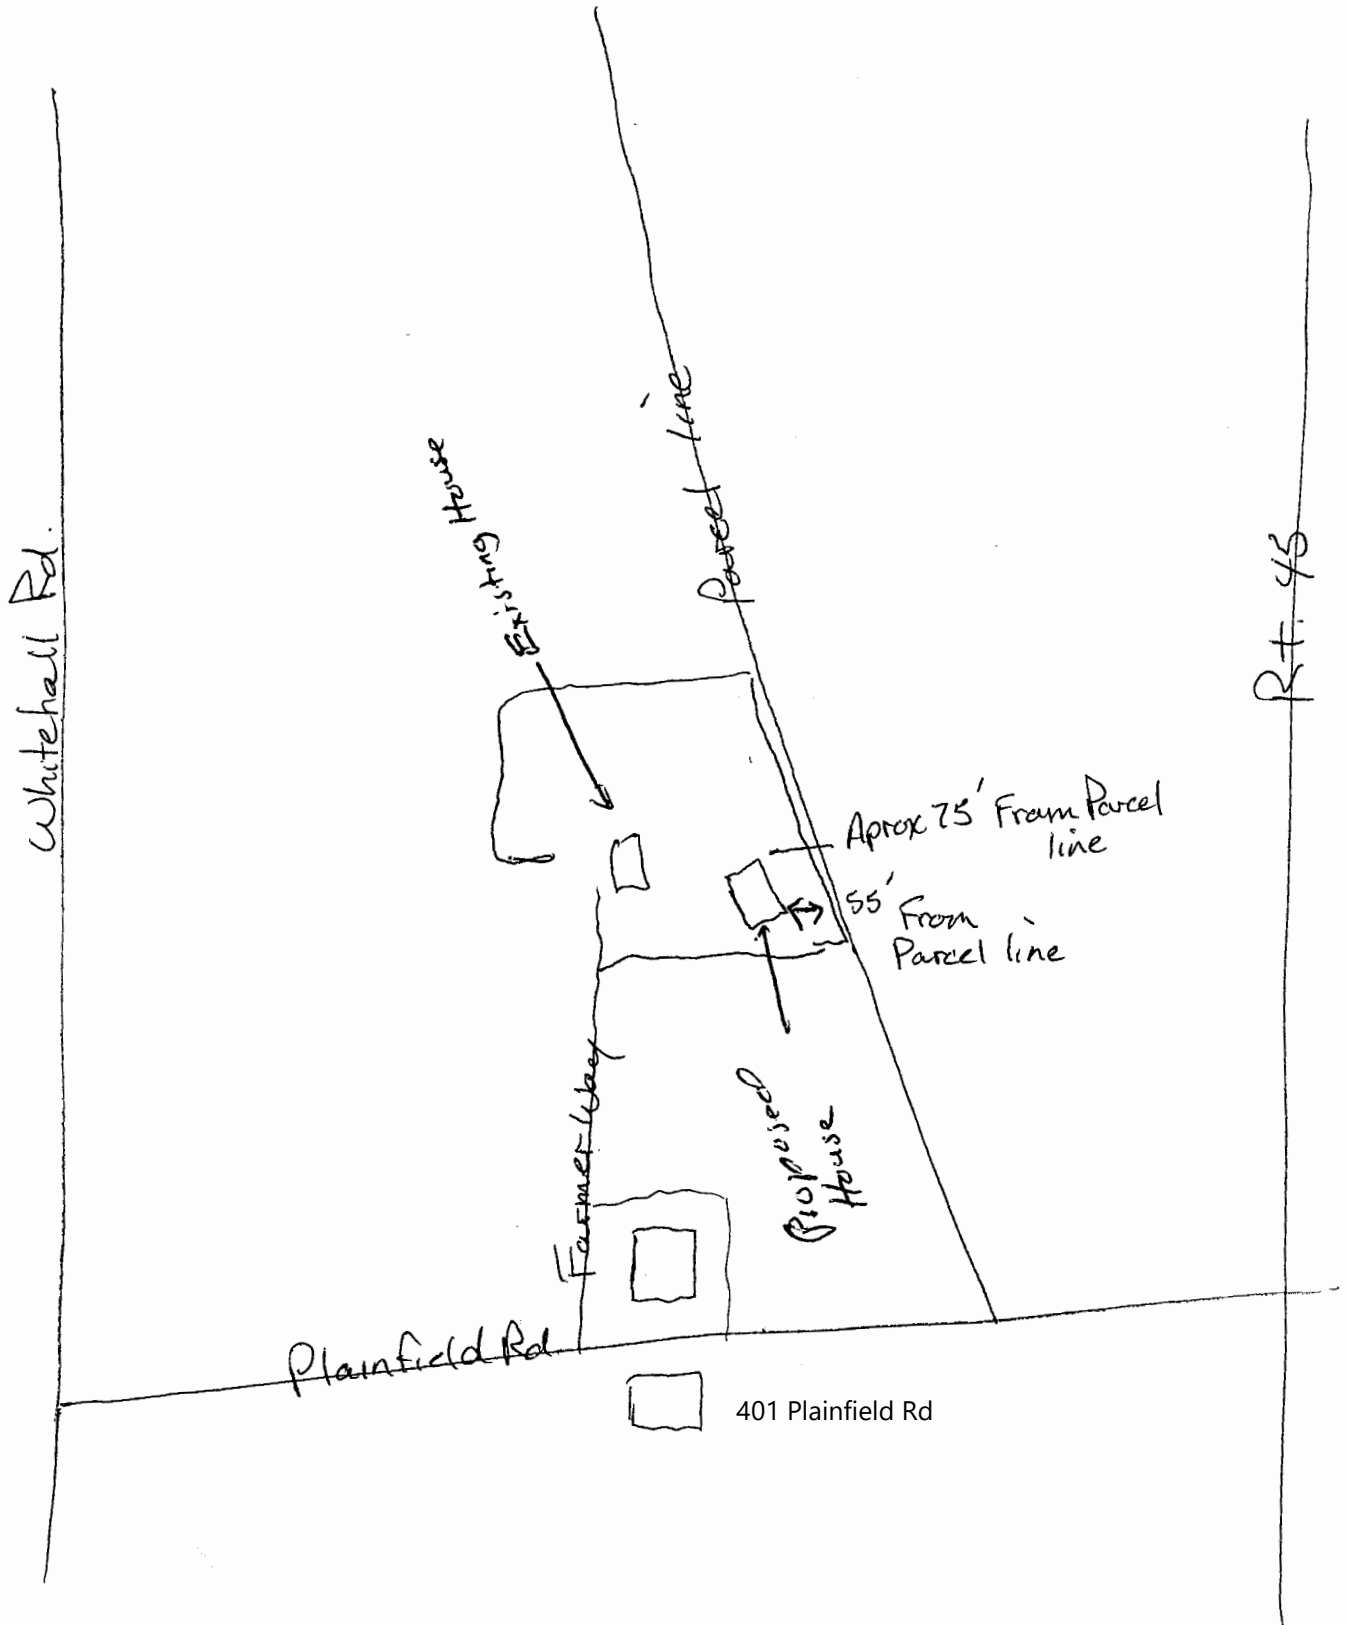 Parcel line
Existing House
Whitehall Rd.
Rt. 45
Aprox 75' From Parcel
line
55' From
Parcel line
Proposed
House
Farmer Way
Plainfield Rd
401 Plainfield Rd